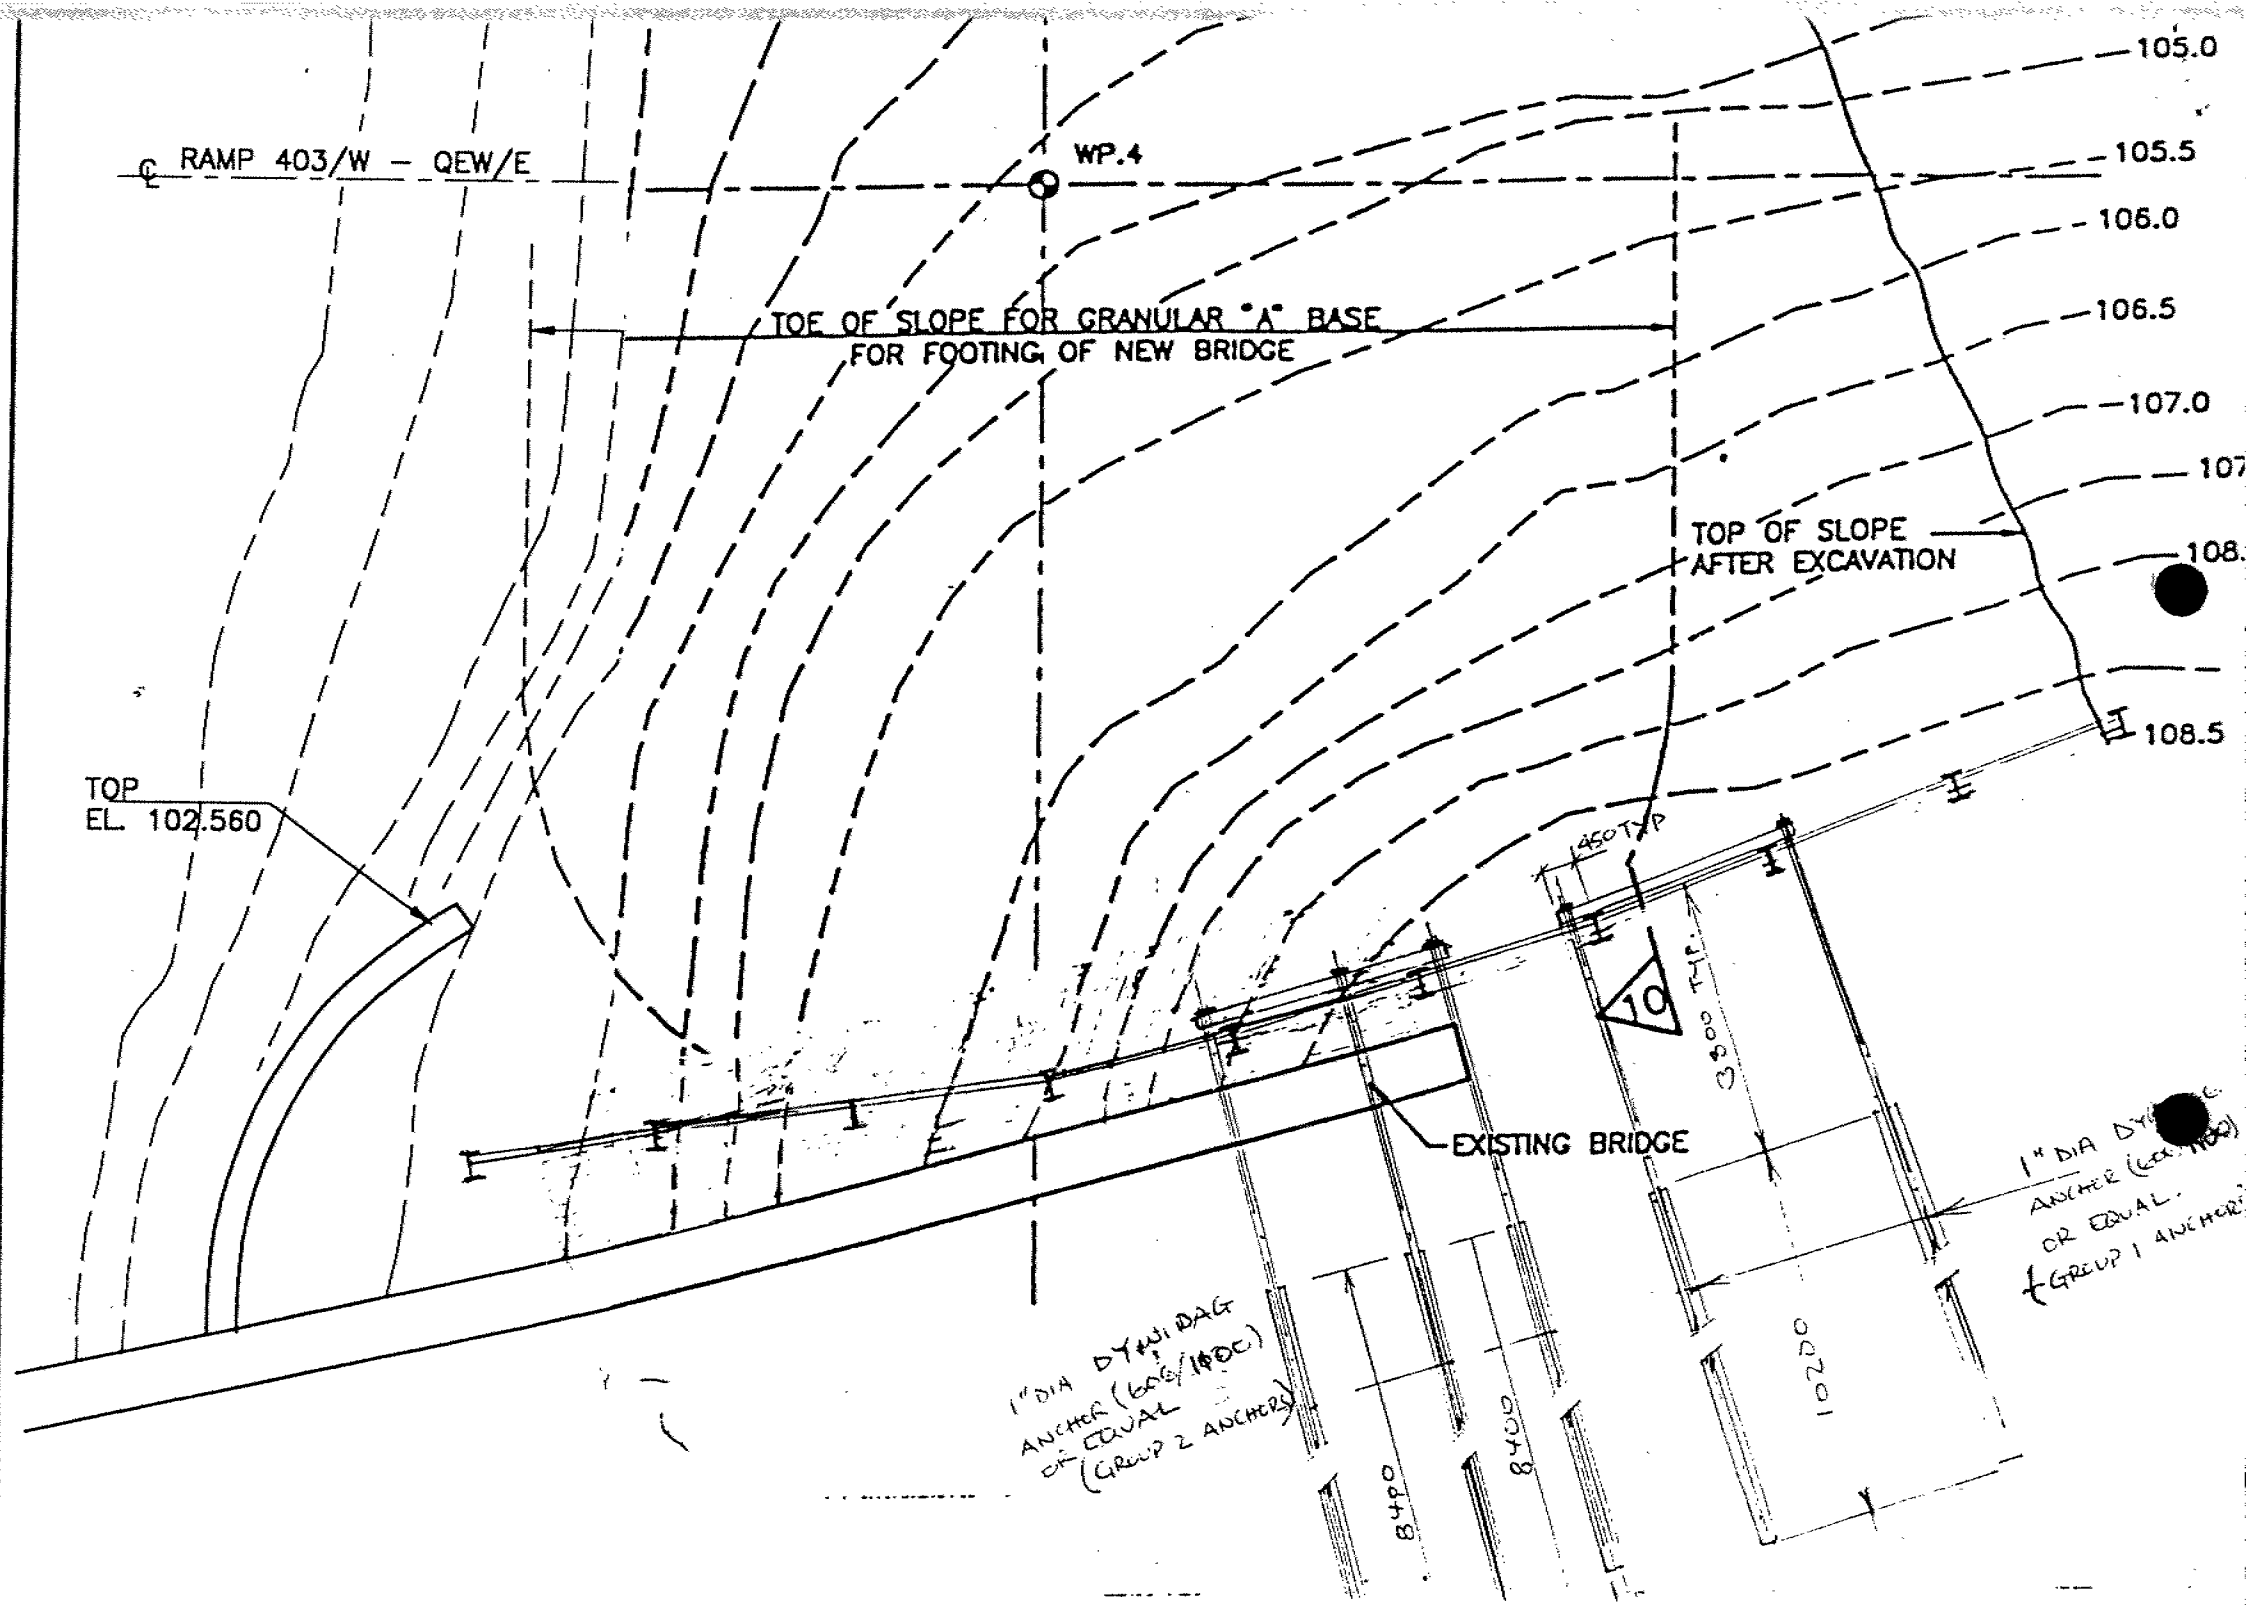 105.0
℄ RAMP 403/W - QEW/E
WP.4
105.5
106.0
TOE OF SLOPE FOR GRANULAR "A" BASE
FOR FOOTING OF NEW BRIDGE
106.5
107.0
107
TOP OF SLOPE
AFTER EXCAVATION
108.
108.5
TOP
EL. 102.560
450 TYP
3800 TYP.
10
EXISTING BRIDGE
1" DIA
ANCHOR
OR EQUAL.
(GROUP 1 ANCHORS
1" DIA DYWIDAG
ANCHOR
OR EQUAL
(GROUP 2 ANCHORS)
8400
8400
10200